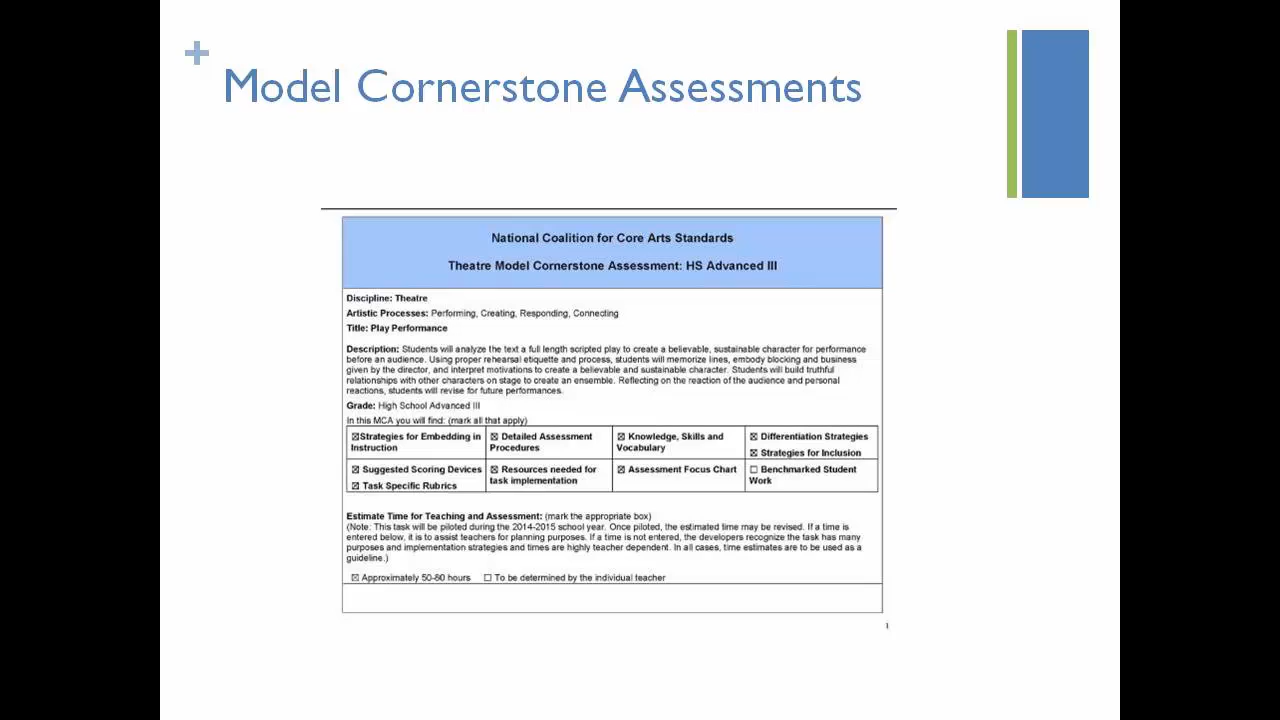 +
Model Cornerstone Assessments
National Coalition for Core Arts Standards
Theatre Model Cornerstone Assessment: HS Advanced III
Discipline: Theatre
Artistic Processes: Performing, Creating, Responding, Connecting
Title: Play Performance
Description: Students will analyze the text a full length scripted play to create a believable, sustainable character for performance
before an audience. Using proper rehearsal etiquette and process, students will memorize lines, embody blocking and business
given by the director, and interpret motivations to create a believable and sustainable character. Students will build truthful
relationships with other characters on stage to create an ensemble. Reflecting on the reaction of the audience and personal
reactions, students will revise for future performances.
Grade: High School Advanced III
In this MCA you will find: (mark all that apply)
☒Strategies for Embedding in
Instruction
☒ Detailed Assessment
Procedures
☒ Knowledge, Skills and
Vocabulary
☒ Differentiation Strategies
☒ Strategies for Inclusion
☒ Suggested Scoring Devices
☒ Task Specific Rubrics
☒ Resources needed for
task implementation
☒ Assessment Focus Chart
☐ Benchmarked Student
Work
Estimate Time for Teaching and Assessment: (mark the appropriate box)
(Note: This task will be piloted during the 2014-2015 school year. Once piloted, the estimated time may be revised. If a time is
entered below, it is to assist teachers for planning purposes. If a time is not entered, the developers recognize the task has many
purposes and implementation strategies and times are highly teacher dependent. In all cases, time estimates are to be used as a
guideline.)
☒ Approximately 50-60 hours ☐ To be determined by the individual teacher
1